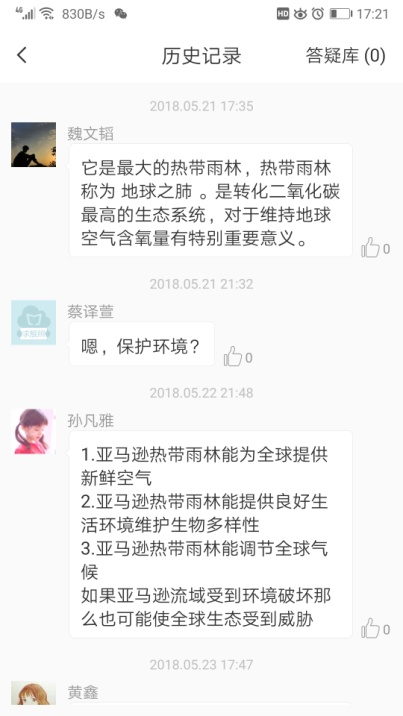 4G 830B/s HD 17:21
历史记录 答疑库 (0)
2018.05.21 17:35
魏文韬
它是最大的热带雨林，热带雨林
称为 地球之肺 。是转化二氧化碳
最高的生态系统，对于维持地球
空气含氧量有特别重要意义。
0
2018.05.21 21:32
蔡译萱
嗯，保护环境？
0
2018.05.22 21:48
孙凡雅
1.亚马逊热带雨林能为全球提供
新鲜空气
2.亚马逊热带雨林能提供良好生
活环境维护生物多样性
3.亚马逊热带雨林能调节全球气
候
如果亚马逊流域受到环境破坏那
么也可能使全球生态受到威胁
0
2018.05.23 17:47
黄鑫